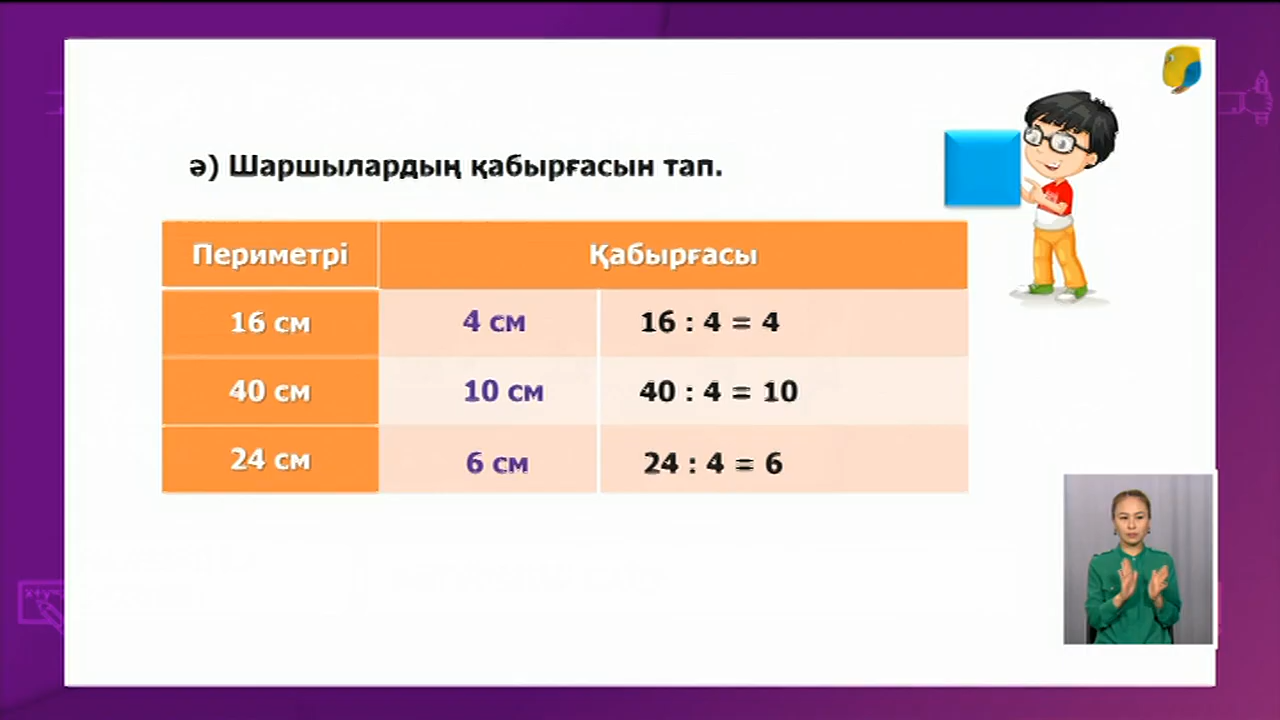 ә) Шаршылардың қабырғасын тап.
Периметрі Қабырғасы
16 см 4 см 16 : 4 = 4
40 см 10 см 40 : 4 = 10
24 см 6 см 24 : 4 = 6